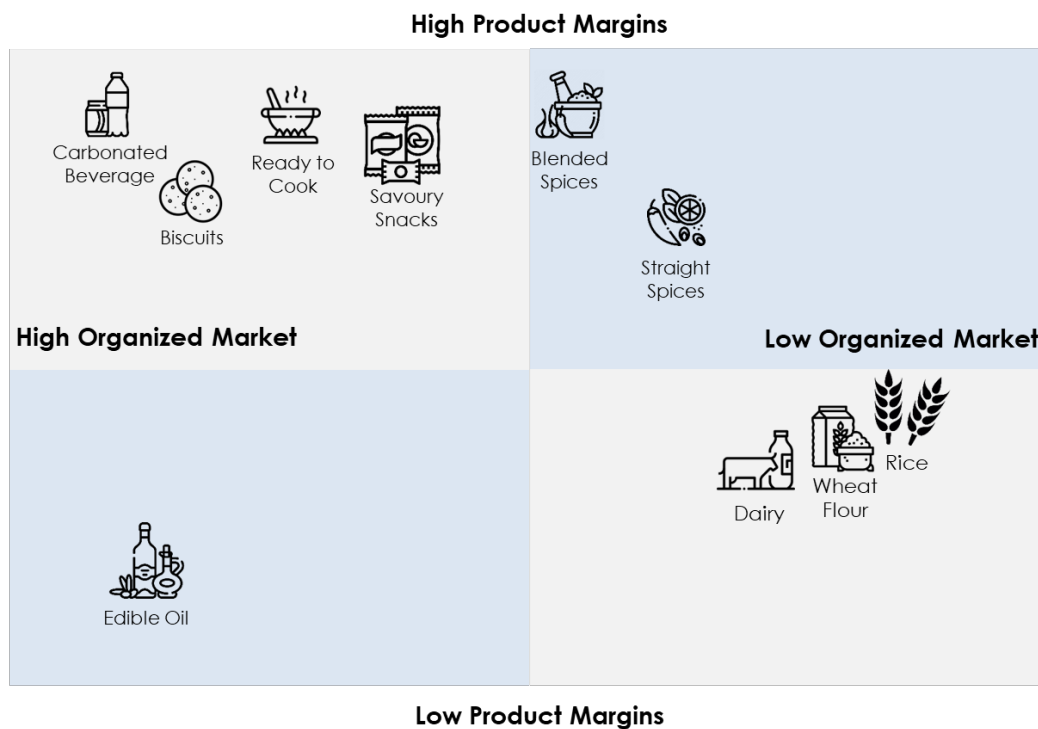 High Product Margins
Carbonated
Beverage
Biscuits
Ready to
Cook
Savoury
Snacks
Blended
Spices
Straight
Spices
High Organized Market
Low Organized Market
Dairy
Wheat
Flour
Rice
Edible Oil
Low Product Margins